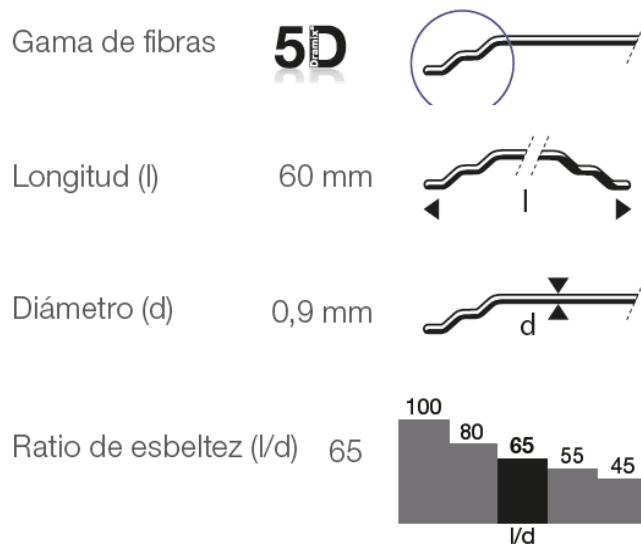 Gama de fibras 5D Dramix®
Longitud (l) 60 mm
l
Diámetro (d) 0,9 mm
d
Ratio de esbeltez (l/d) 65
100
80
65
55
45
l/d